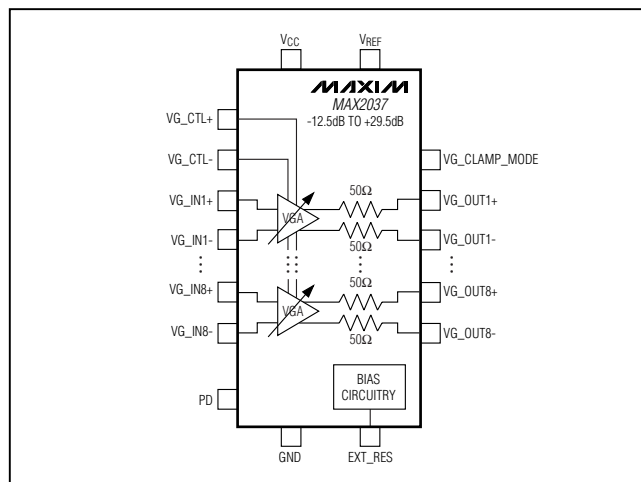 VCC
VREF
MAXIM
MAX2037
-12.5dB TO +29.5dB
VG_CTL+
VG_CTL-
VG_CLAMP_MODE
VG_IN1+
VGA
50Ω
VG_OUT1+
VG_IN1-
50Ω
VG_OUT1-
VG_IN8+
VGA
50Ω
VG_OUT8+
VG_IN8-
50Ω
VG_OUT8-
PD
BIAS
CIRCUITRY
GND
EXT_RES